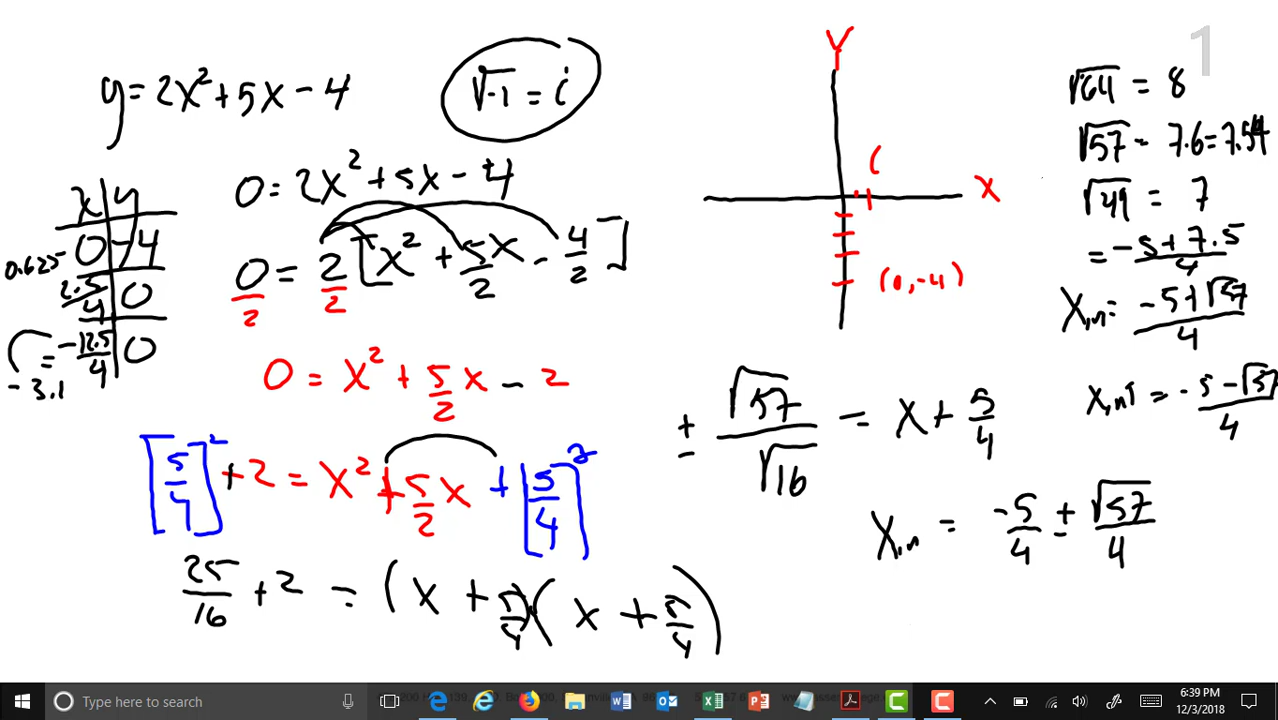 1
y = 2x² + 5x - 4
√-1 = i
0 = 2x² + 5x - 4
0 = 2 [x² + 5/2 x - 4/2]
2 2
0 = x² + 5/2 x - 2
[5/4]² + 2 = x² + 5/2 x + [5/4]²
25/16 + 2 = (x + 5/4)(x + 5/4)
x y
0 -4
0.625 2.5/4 0
= -12.5/4 0
-3.1
Y
X
(0,-4)
± √57/√16 = x + 5/4
Xin = -5/4 ± √57/4
√64 = 8
√57 = 7.6 = 7.54
√49 = 7
= -5+7.5/4
Xin = -5+√57/4
Xint = -5-√57/4
Type here to search
6:39 PM
12/3/2018